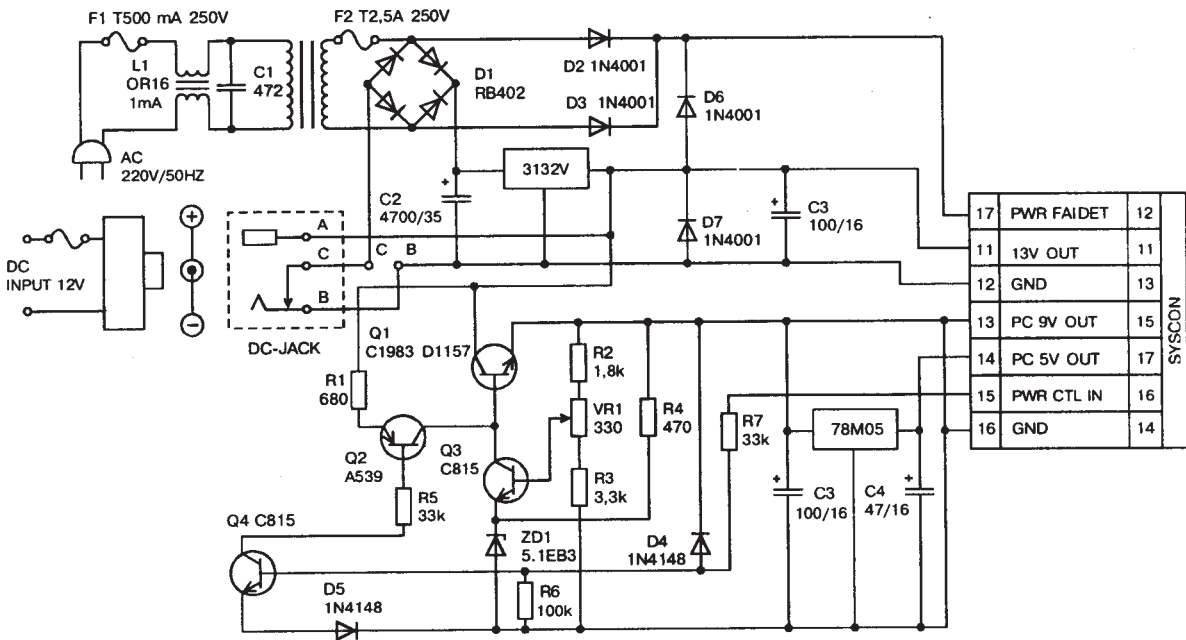 F1 T500 mA 250V
F2 T2,5A 250V
L1
OR16
1mA
C1
472
D1
RB402
D2 1N4001
D3 1N4001
D6
1N4001
AC
220V/50HZ
3132V
C2
4700/35
+
D7
1N4001
+
C3
100/16
DC
INPUT 12V
+
−
A
C
B
C
B
DC-JACK
17 PWR FAIDET 12
11 13V OUT 11
12 GND 13
13 PC 9V OUT 15
14 PC 5V OUT 17
15 PWR CTL IN 16
16 GND 14
SYSCON
Q1
C1983 D1157
R1
680
R2
1,8k
VR1
330
R4
470
R7
33k
78M05
Q2
A539
Q3
C815
R3
3,3k
R5
33k
+
C3
100/16
C4
47/16
+
Q4 C815
ZD1
5.1EB3
D4
1N4148
D5
1N4148
R6
100k